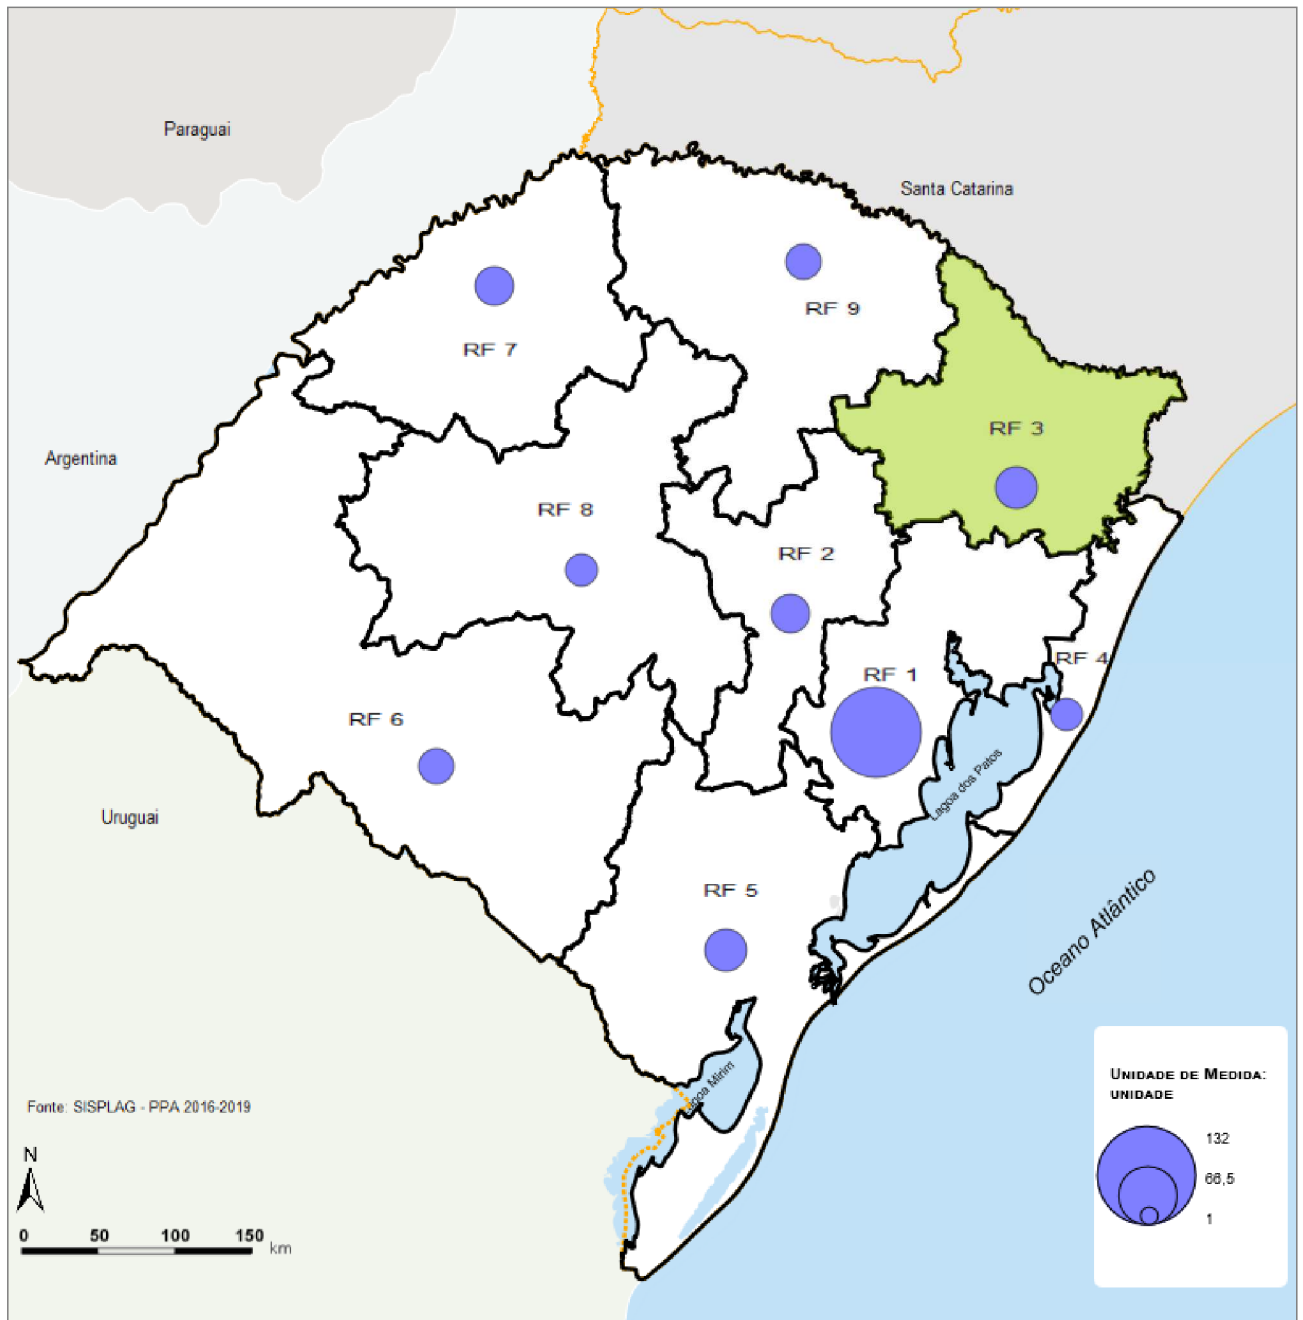 Paraguai
Santa Catarina
RF 9
RF 7
RF 3
Argentina
RF 8
RF 2
RF 4
RF 1
RF 6
Lagoa dos Patos
Uruguai
RF 5
Oceano Atlântico
Lagoa Mirim
UNIDADE DE MEDIDA:
UNIDADE
132
66,5
1
Fonte: SISPLAG - PPA 2016-2019
N
0 50 100 150
km